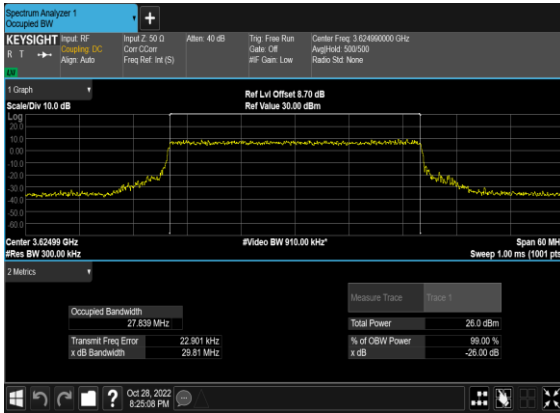 Spectrum Analyzer 1
Occupied BW
+
KEYSIGHT Input: RF Input Z: 50 Ω Atten: 40 dB Trig: Free Run Center Freq: 3.624990000 GHz
R T Coupling: DC Corr CCorr Gate: Off Avg|Hold: 500/500
Align: Auto Freq Ref: Int (S) #IF Gain: Low Radio Std: None
1 Graph
Ref Lvl Offset 8.70 dB
Scale/Div 10.0 dB Ref Value 30.00 dBm
Log
20.0
10.0
0.00
-10.0
-20.0
-30.0
-40.0
-50.0
-60.0
Center 3.62499 GHz #Video BW 910.00 kHz* Span 60 MH
#Res BW 300.00 kHz Sweep 1.00 ms (1001 pts
2 Metrics
Measure Trace Trace 1
Occupied Bandwidth
27.839 MHz Total Power 26.0 dBm
Transmit Freq Error 22.901 kHz % of OBW Power 99.00 %
x dB Bandwidth 29.81 MHz x dB -26.00 dB
? Oct 28, 2022
8:25:08 PM